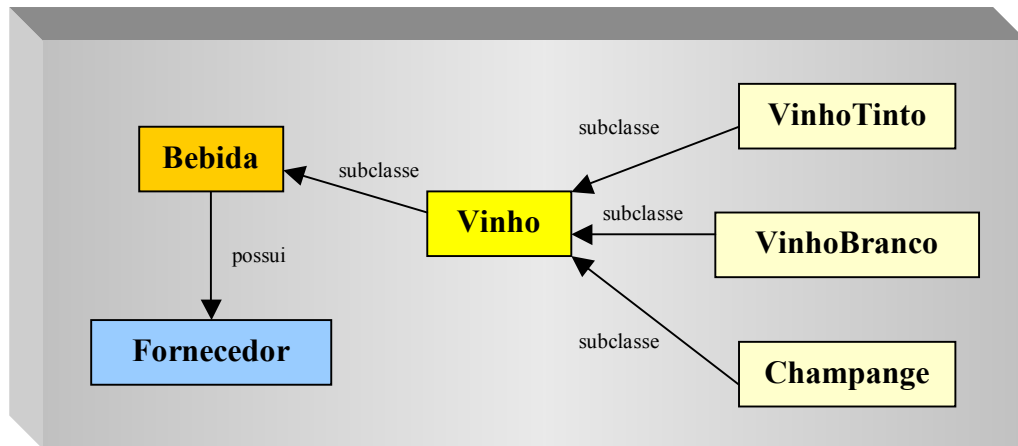 VinhoTinto
subclasse
Bebida
subclasse
Vinho
subclasse
VinhoBranco
possui
Fornecedor
subclasse
Champange